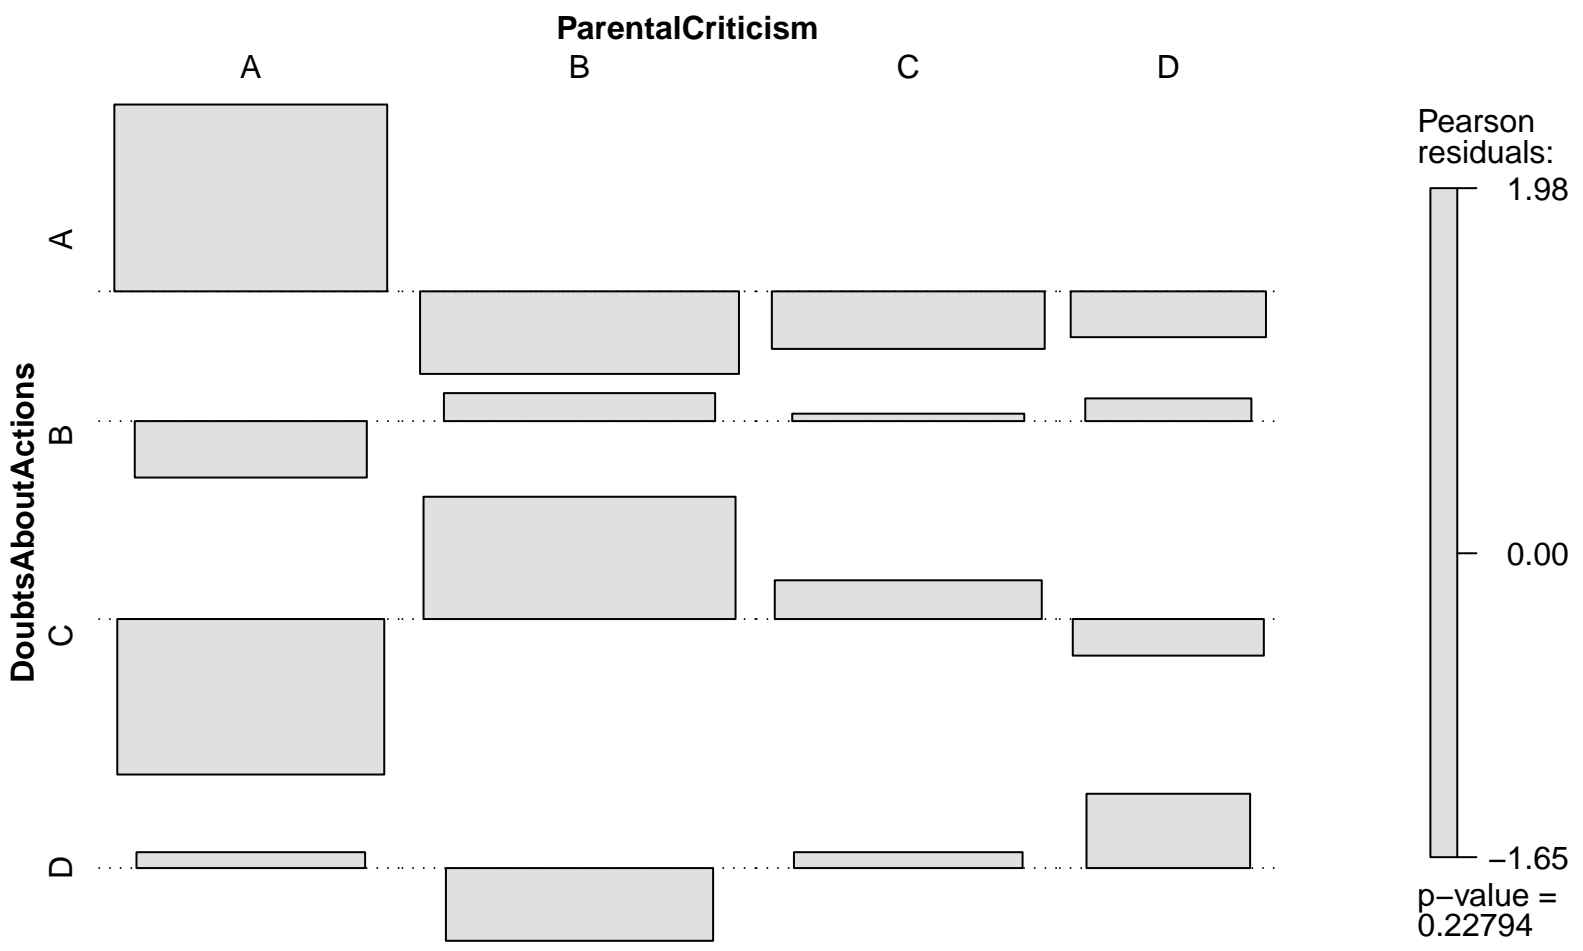 ParentalCriticism
A B C D
DoubtsAboutActions
A
B
C
D
Pearson
residuals:
1.98
0.00
−1.65
p−value =
0.22794